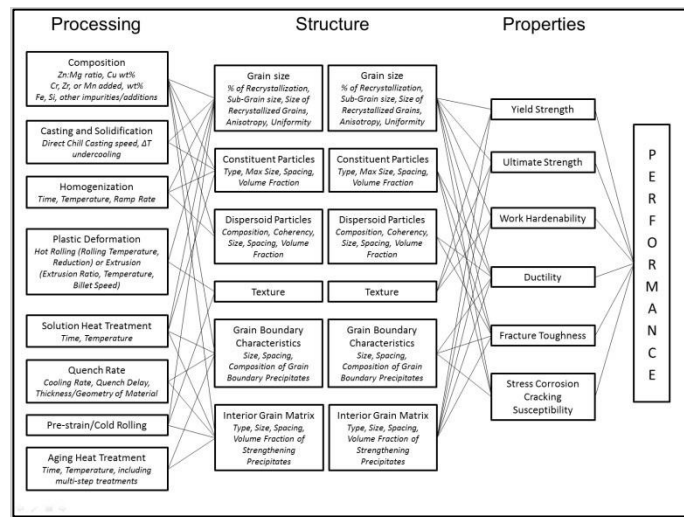 Processing
Structure
Properties
Composition
Zn:Mg ratio, Cu wt%
Cr, Zr, or Mn added, wt%
Fe, Si, other impurities/additions
Casting and Solidification
Direct Chill Casting speed, ΔT
undercooling
Homogenization
Time, Temperature, Ramp Rate
Plastic Deformation
Hot Rolling (Rolling Temperature,
Reduction) or Extrusion
(Extrusion Ratio, Temperature,
Billet Speed)
Solution Heat Treatment
Time, Temperature
Quench Rate
Cooling Rate, Quench Delay,
Thickness/Geometry of Material
Pre-strain/Cold Rolling
Aging Heat Treatment
Time, Temperature, including
multi-step treatments
Grain size
% of Recrystallization,
Sub-Grain size, Size of
Recrystallized Grains,
Anisotropy, Uniformity
Constituent Particles
Type, Max Size, Spacing,
Volume Fraction
Dispersoid Particles
Composition, Coherency,
Size, Spacing, Volume
Fraction
Texture
Grain Boundary
Characteristics
Size, Spacing,
Composition of Grain
Boundary Precipitates
Interior Grain Matrix
Type, Size, Spacing,
Volume Fraction of
Strengthening
Precipitates
Grain size
% of Recrystallization,
Sub-Grain size, Size of
Recrystallized Grains,
Anisotropy, Uniformity
Constituent Particles
Type, Max Size, Spacing,
Volume Fraction
Dispersoid Particles
Composition, Coherency,
Size, Spacing, Volume
Fraction
Texture
Grain Boundary
Characteristics
Size, Spacing,
Composition of Grain
Boundary Precipitates
Interior Grain Matrix
Type, Size, Spacing,
Volume Fraction of
Strengthening
Precipitates
Yield Strength
Ultimate Strength
Work Hardenability
Ductility
Fracture Toughness
Stress Corrosion
Cracking
Susceptibility
PERFORMANCE